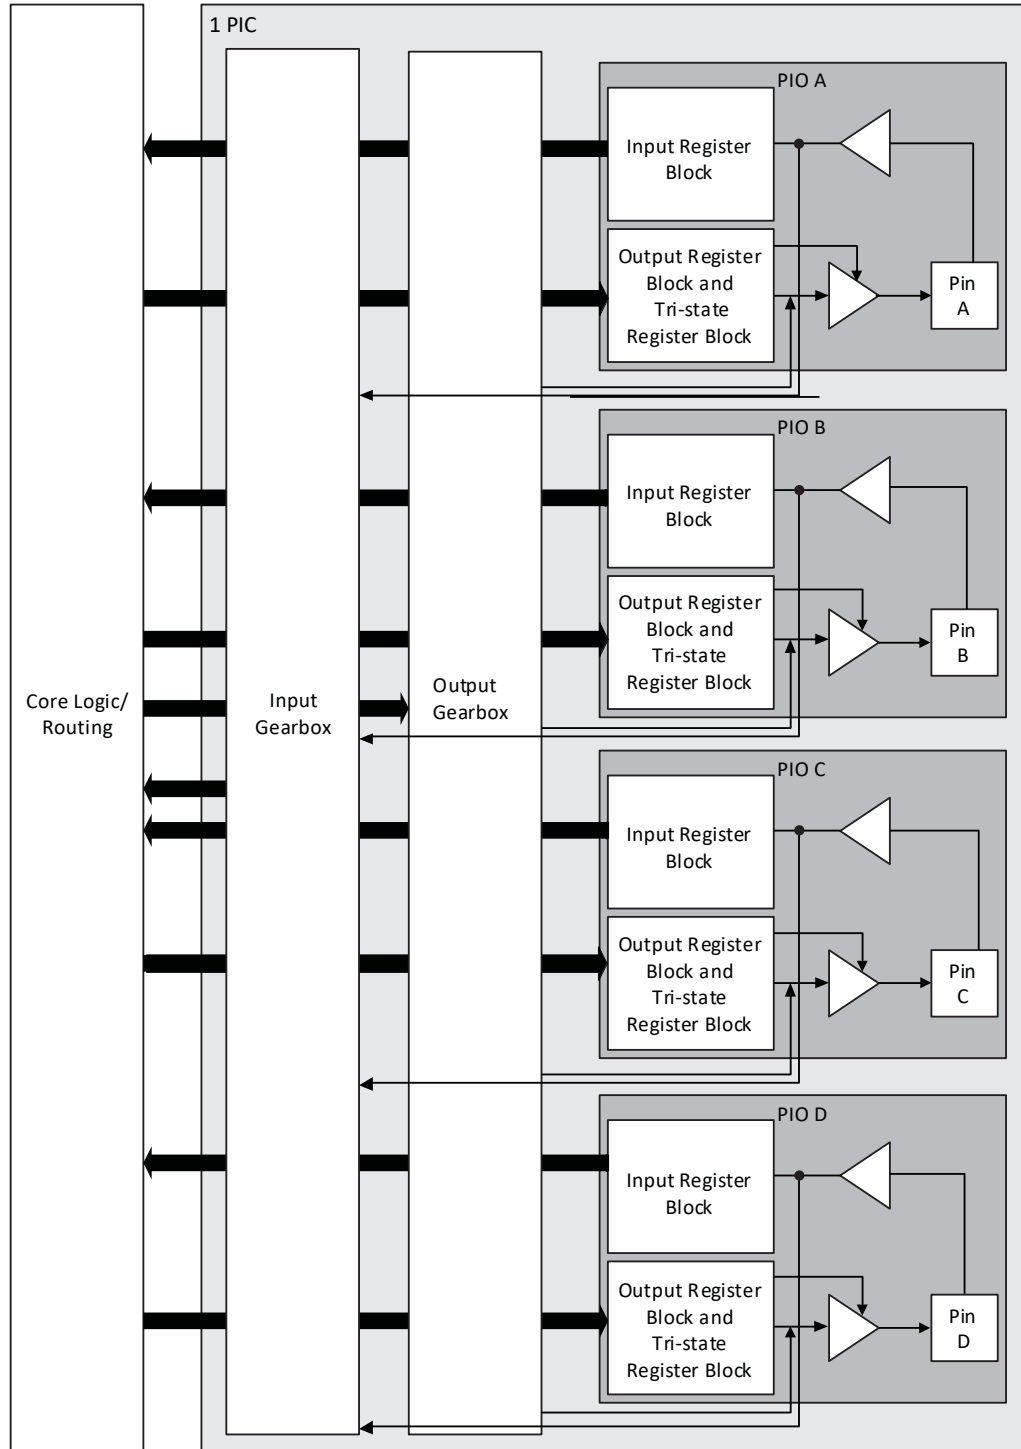 1 PIC
PIO A
Input Register
Block
Output Register
Block and
Tri-state
Register Block
Pin
A
PIO B
Input Register
Block
Output Register
Block and
Tri-state
Register Block
Pin
B
Core Logic/
Routing
Input
Gearbox
Output
Gearbox
PIO C
Input Register
Block
Output Register
Block and
Tri-state
Register Block
Pin
C
PIO D
Input Register
Block
Output Register
Block and
Tri-state
Register Block
Pin
D